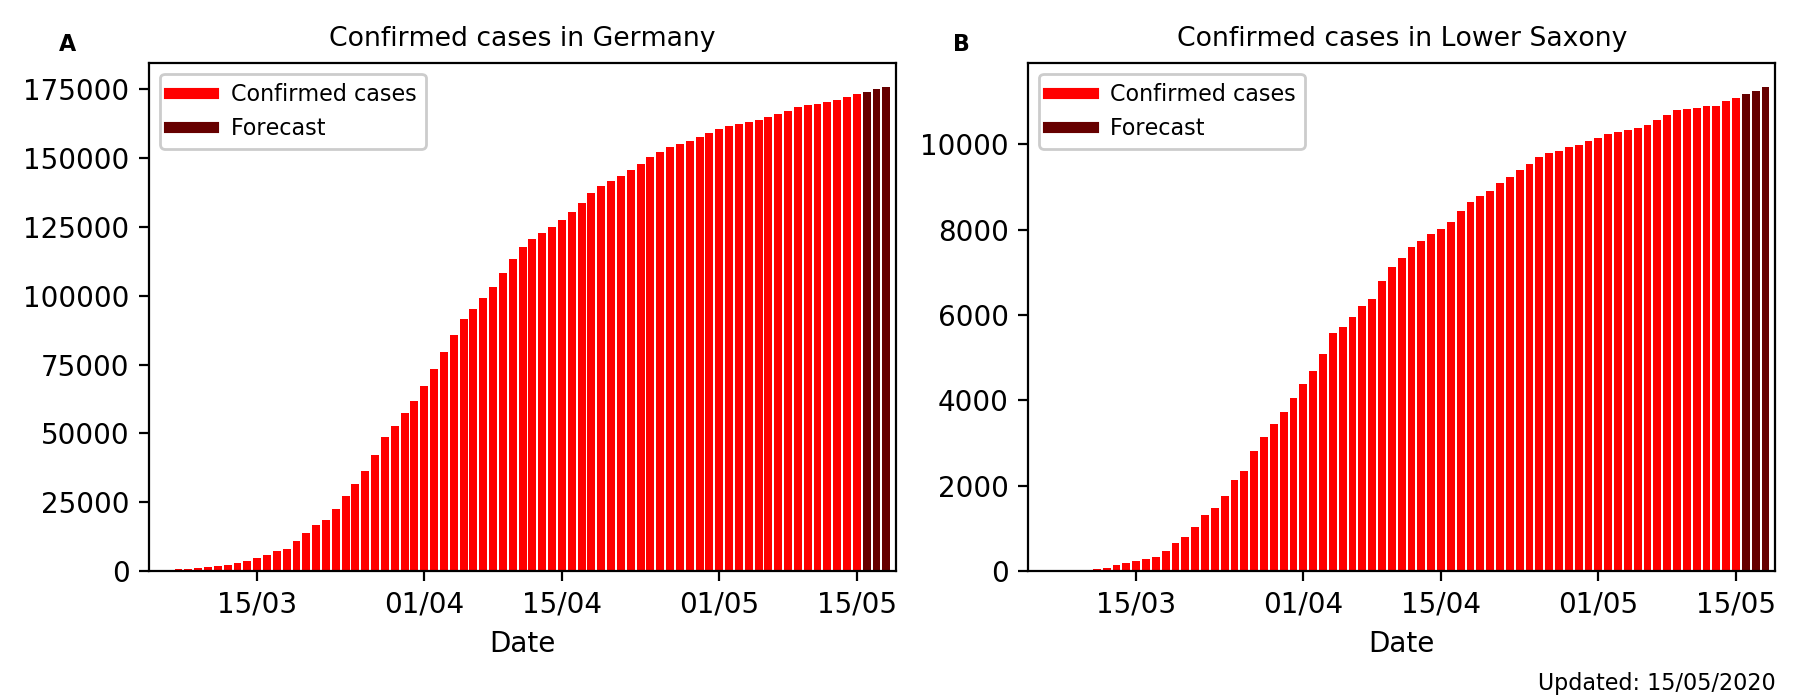 A
Confirmed cases in Germany
Confirmed cases
Forecast
175000
150000
125000
100000
75000
50000
25000
0
15/03
01/04
15/04
01/05
15/05
Date
B
Confirmed cases in Lower Saxony
Confirmed cases
Forecast
10000
8000
6000
4000
2000
0
15/03
01/04
15/04
01/05
15/05
Date
Updated: 15/05/2020